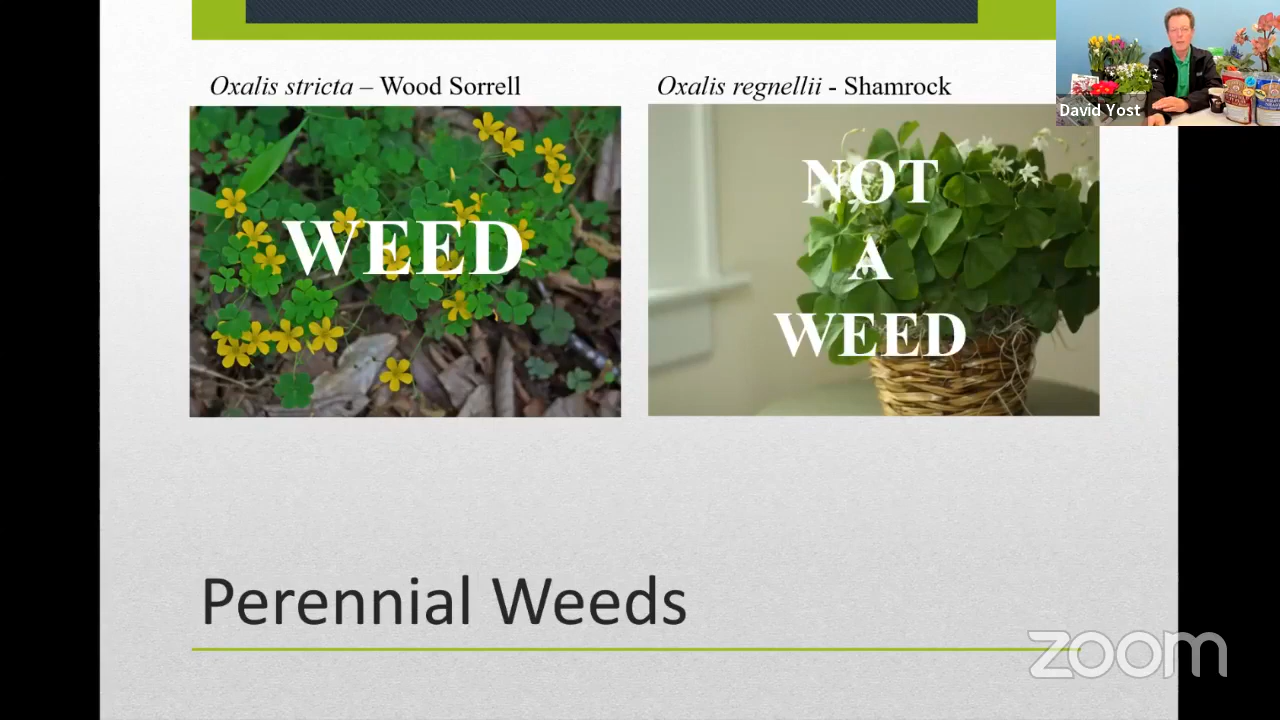 Oxalis stricta – Wood Sorrell
Oxalis regnellii - Shamrock
David Yost
WEED
NOT
A
WEED
Perennial Weeds
zoom